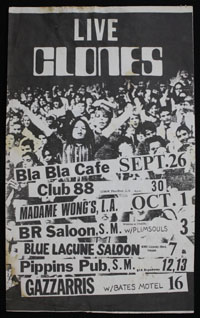 LIVE
CLONES
Bla Bla Cafe SEPT.26
Club 88 30
MADAME WONG'S, L.A. OCT.1
BR Saloon, S.M. W/PLIMSOULS 3
BLUE LAGUNE SALOON 7
Pippins Pub, S.M. 12,13
GAZZARRIS W/BATES MOTEL 16